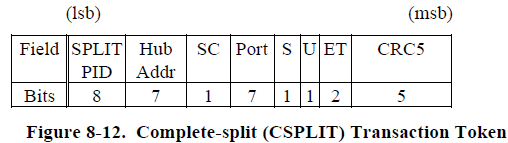 (lsb) (msb)
Field SPLIT PID Hub Addr SC Port S U ET CRC5
Bits 8 7 1 7 1 1 2 5
Figure 8-12. Complete-split (CSPLIT) Transaction Token